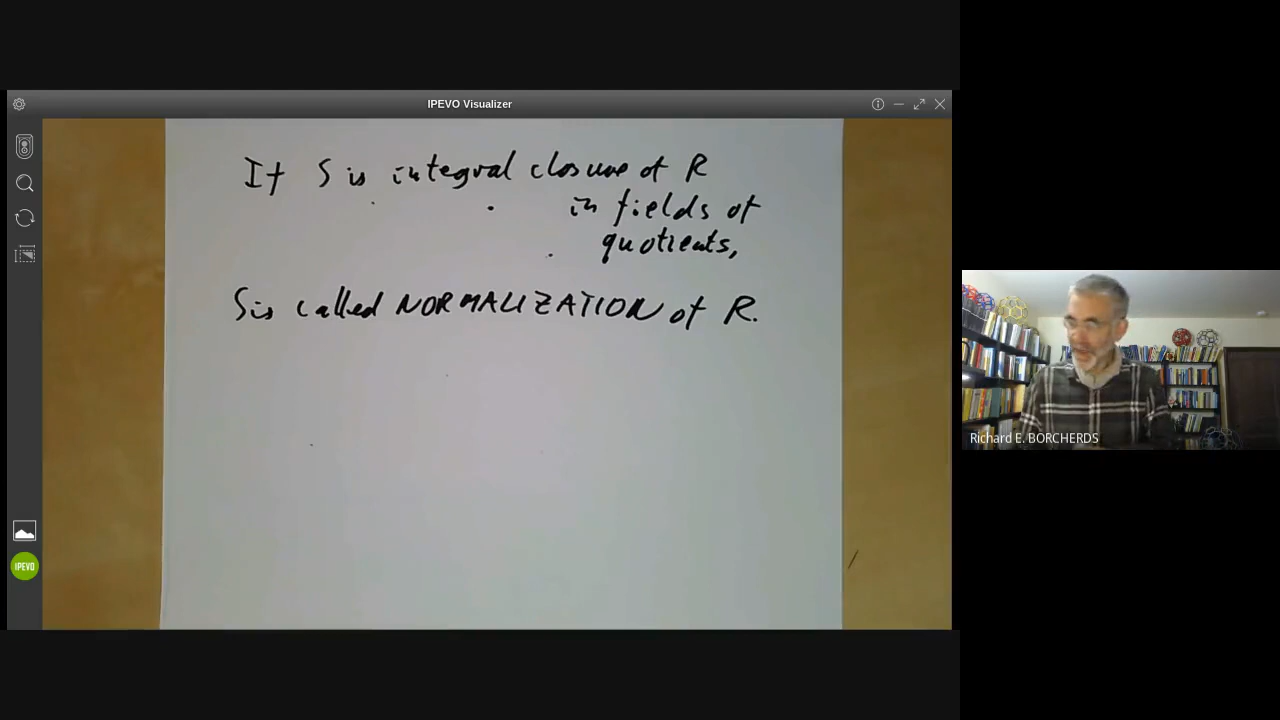 IPEVO Visualizer
If S is integral closure of R
in fields of
quotients,
S is called NORMALIZATION of R.
Richard E. BORCHERDS
IPEVO